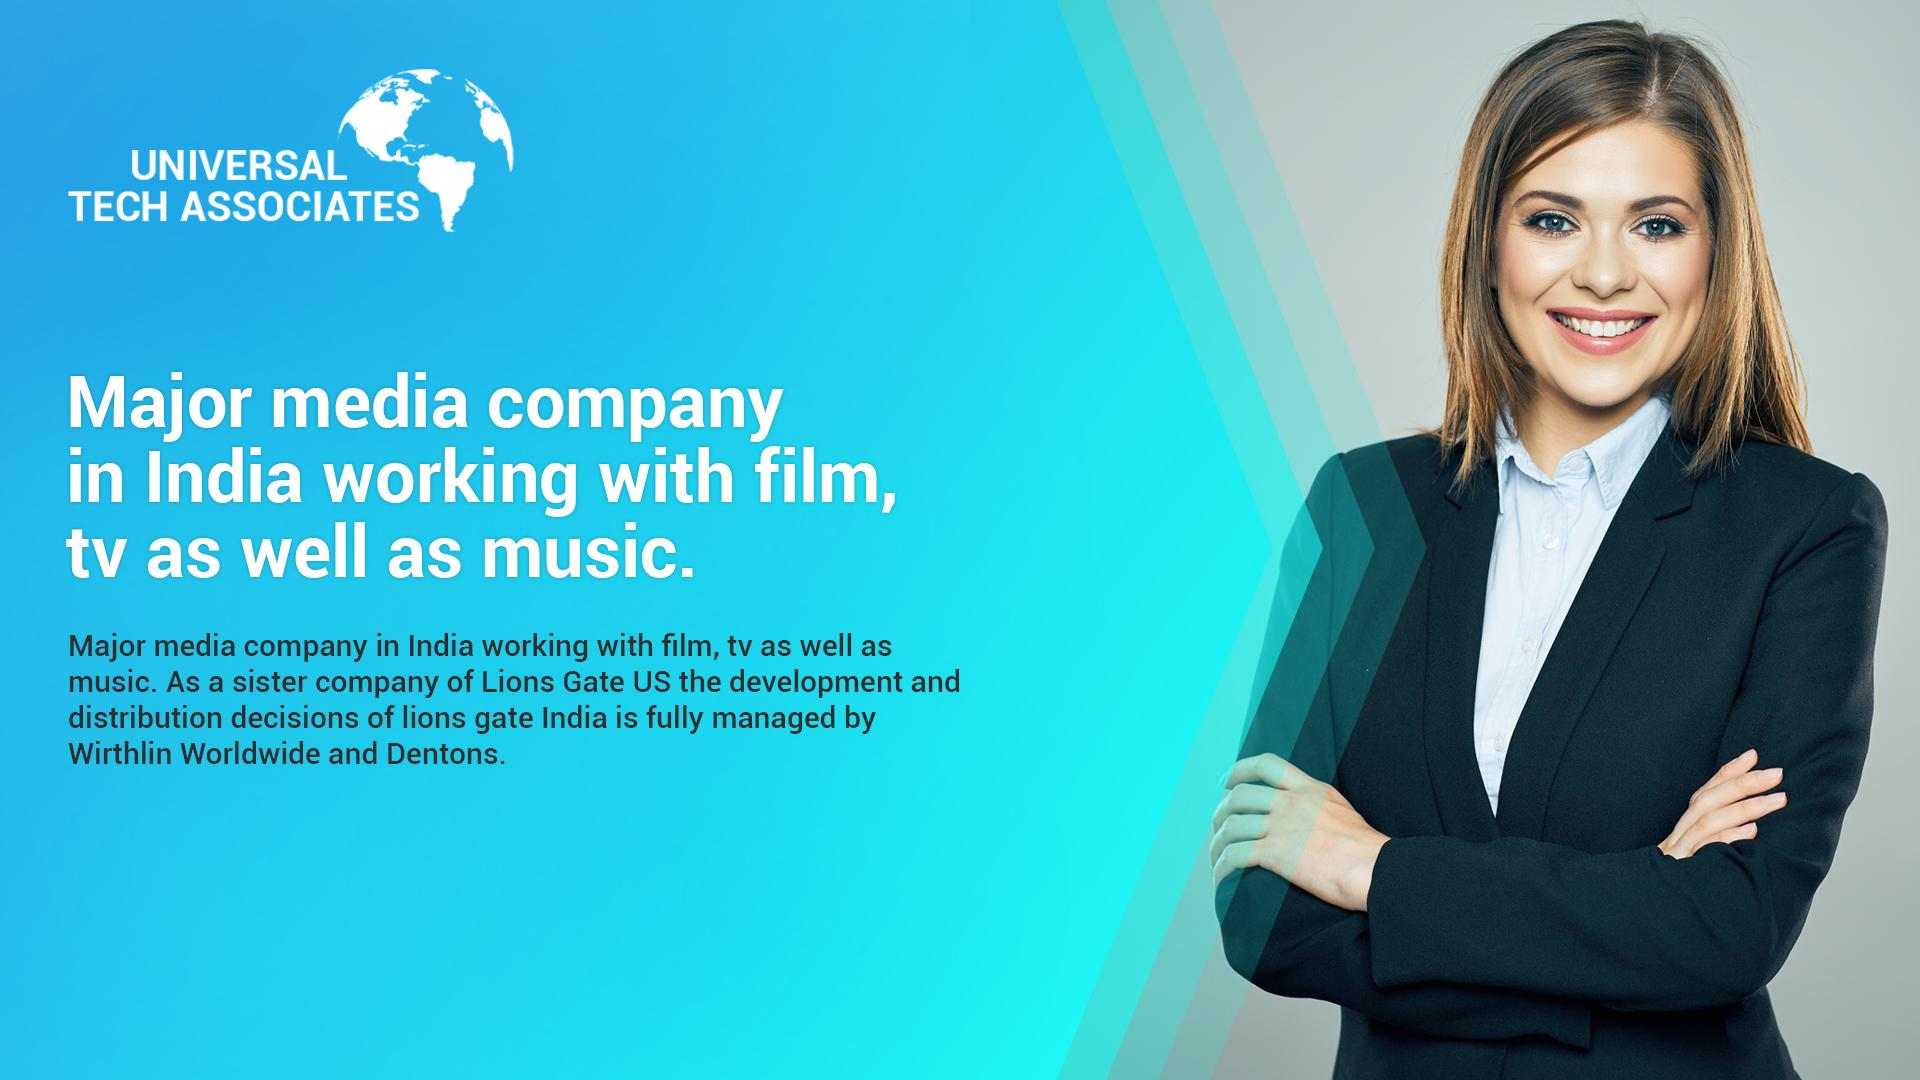 UNIVERSAL
TECH ASSOCIATES
Major media company
in India working with film,
tv as well as music.
Major media company in India working with film, tv as well as
music. As a sister company of Lions Gate US the development and
distribution decisions of lions gate India is fully managed by
Wirthlin Worldwide and Dentons.